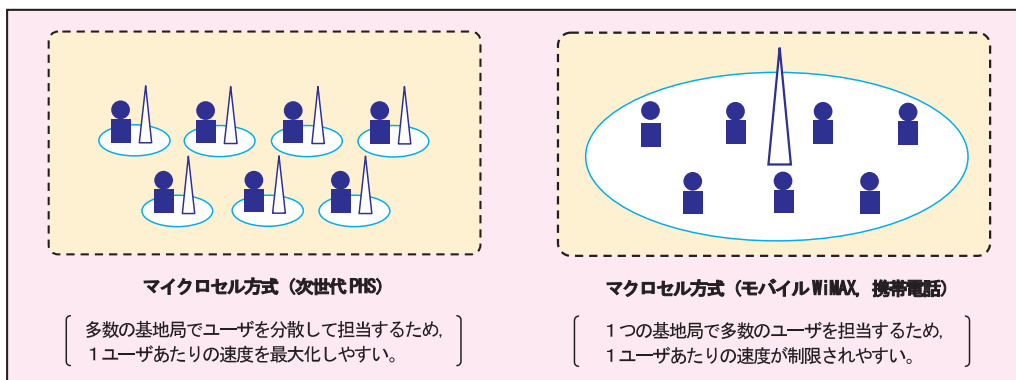 マイクロセル方式（次世代PHS）
多数の基地局でユーザを分散して担当するため，
１ユーザあたりの速度を最大化しやすい。
マクロセル方式（モバイルWiMAX，携帯電話）
１つの基地局で多数のユーザを担当するため，
１ユーザあたりの速度が制限されやすい。